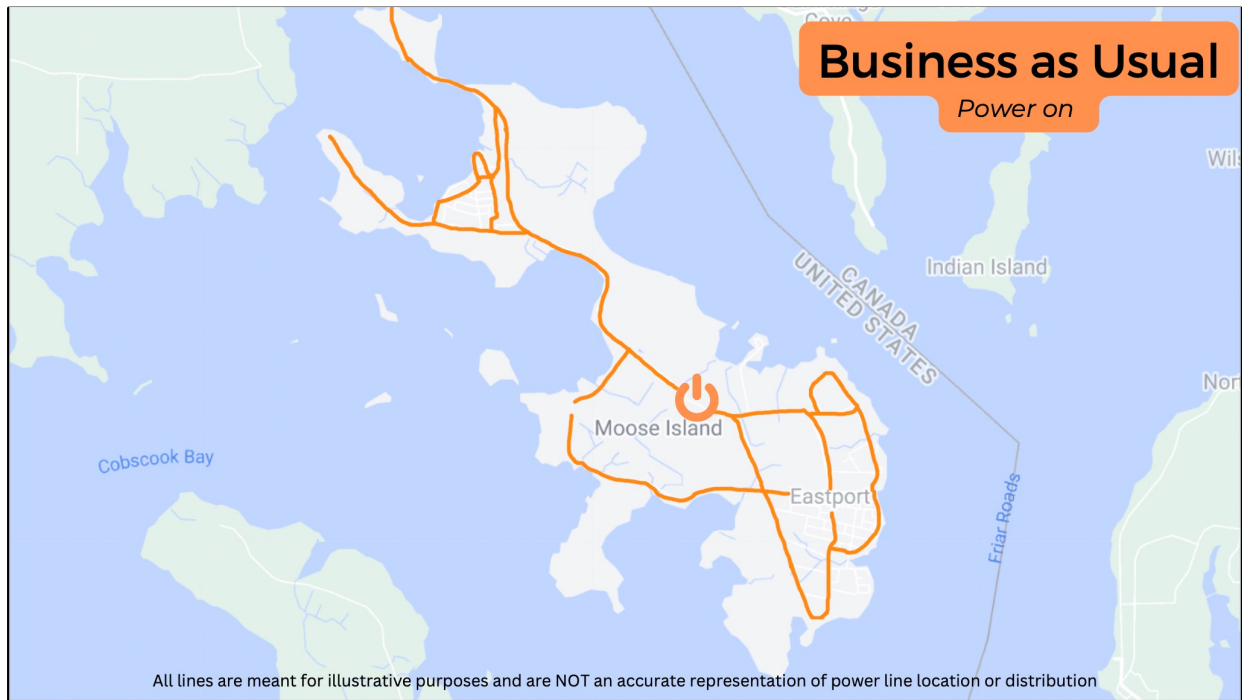 Cove
Business as Usual
Power on
Indian Island
CANADA
UNITED STATES
Moose Island
Cobscook Bay
Eastport
Friar Roads
All lines are meant for illustrative purposes and are NOT an accurate representation of power line location or distribution